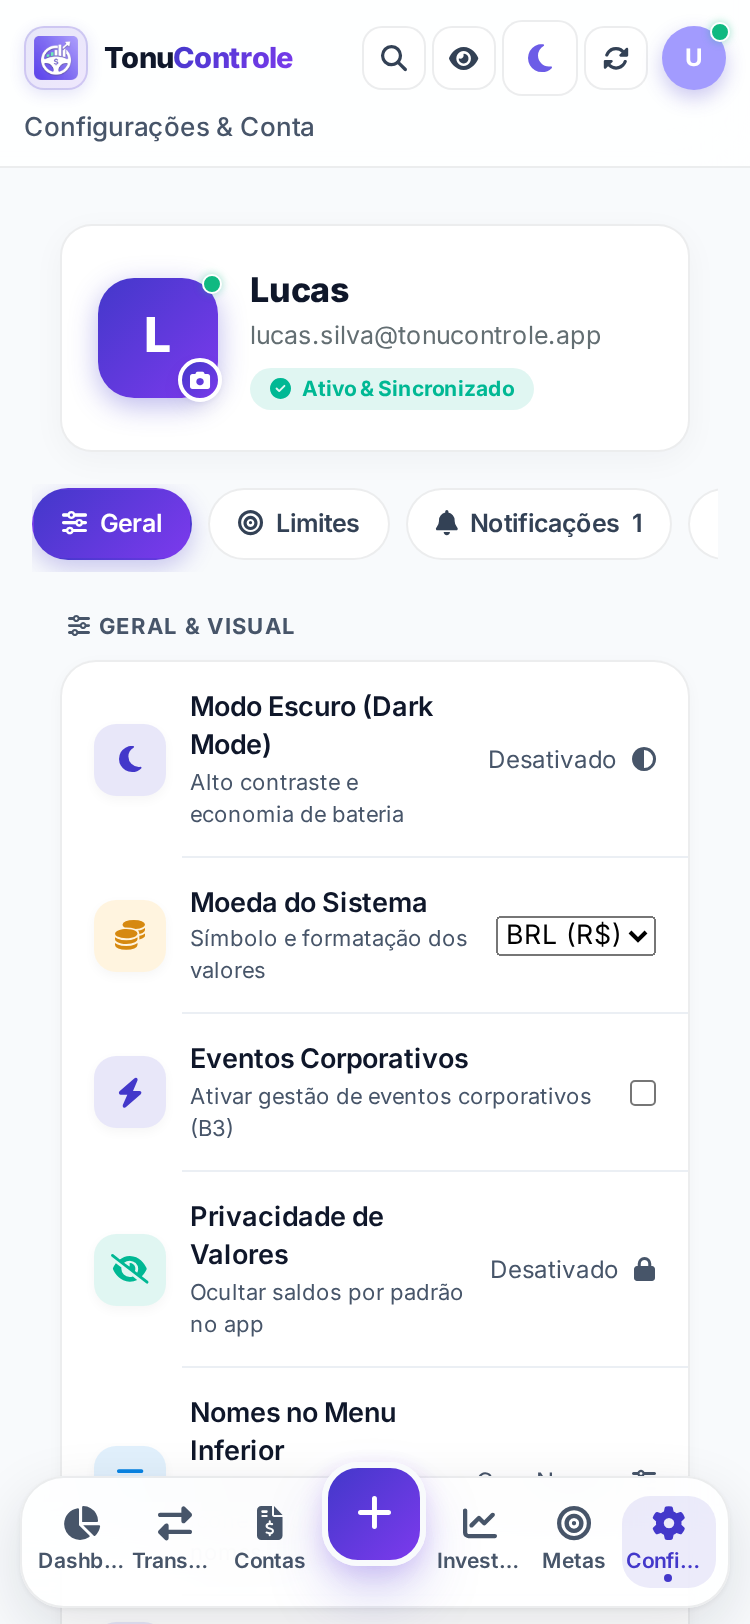 TonuControle
U
Configurações & Conta
L
Lucas
lucas.silva@tonucontrole.app
Ativo & Sincronizado
Geral
Limites
Notificações 1
GERAL & VISUAL
Modo Escuro (Dark
Mode)
Alto contraste e
economia de bateria
Desativado
Moeda do Sistema
Símbolo e formatação dos
valores
BRL (R$)
Eventos Corporativos
Ativar gestão de eventos corporativos
(B3)
Privacidade de
Valores
Ocultar saldos por padrão
no app
Desativado
Nomes no Menu
Inferior
Dashb...
Trans...
Contas
Invest...
Metas
Confi...